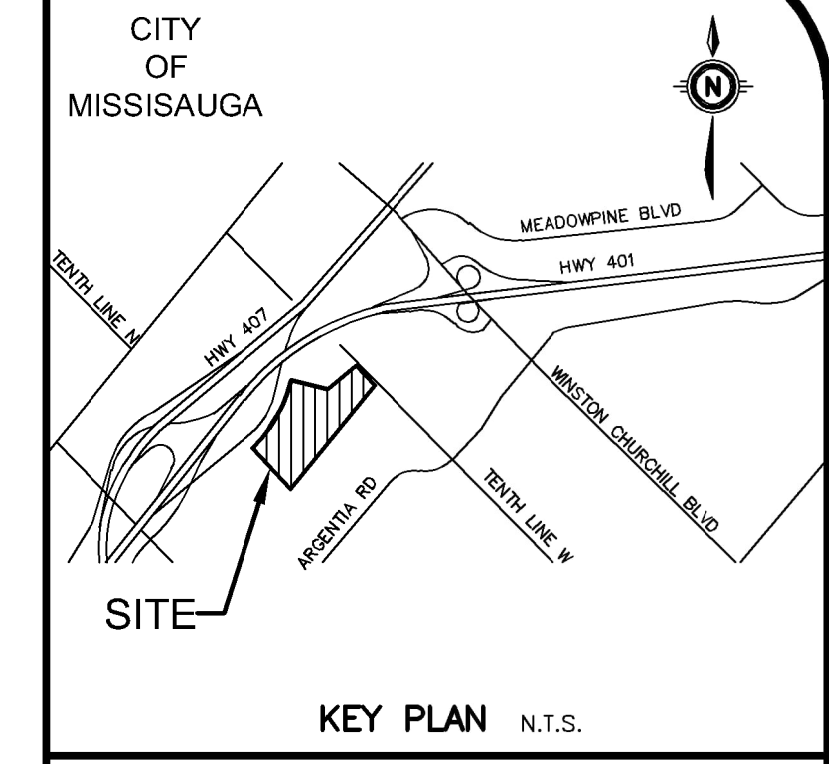 CITY
OF
MISSISAUGA
N
MEADOWPINE BLVD
HWY 401
TENTH LINE N
HWY 407
WINSTON CHURCHILL BLVD
ARGENTIA RD
TENTH LINE W
SITE
KEY PLAN N.T.S.